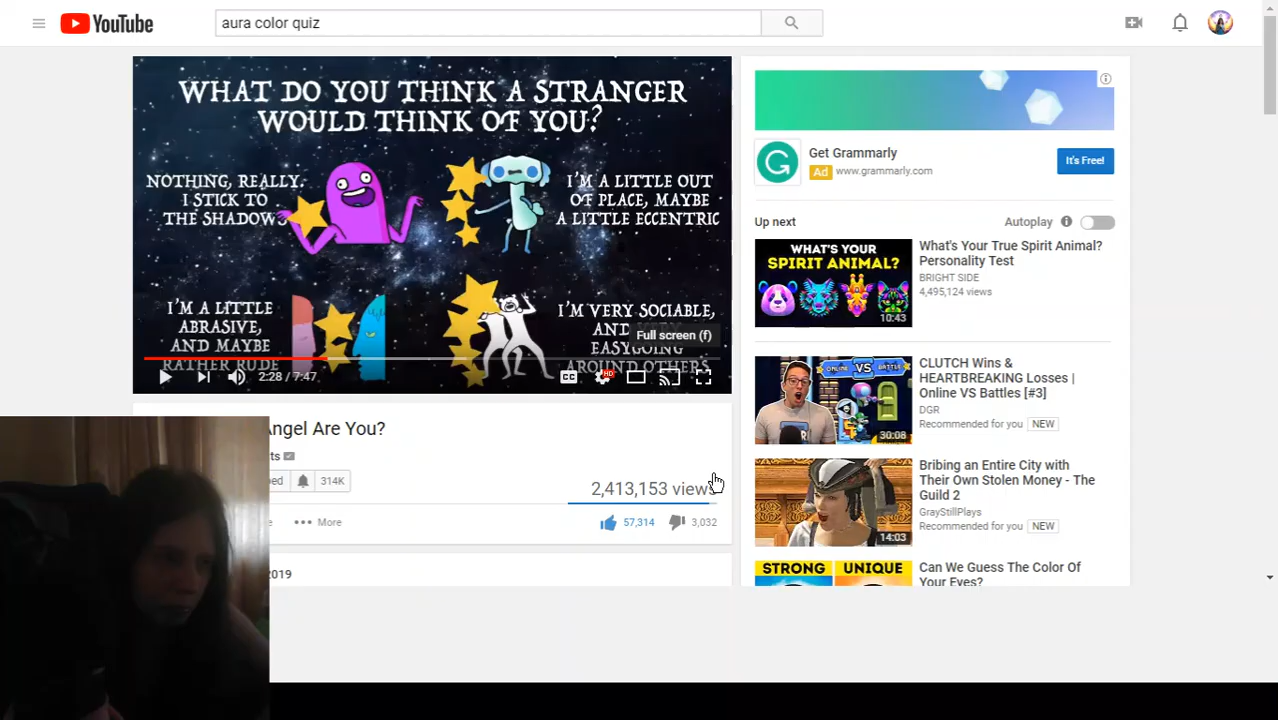 YouTube
aura color quiz
WHAT DO YOU THINK A STRANGER
WOULD THINK OF YOU?
NOTHING, REALLY.
I STICK TO
THE SHADOWS
I'M A LITTLE OUT
OF PLACE, MAYBE
A LITTLE ECCENTRIC
I'M A LITTLE
ABRASIVE,
AND MAYBE
RATHER RUDE
I'M VERY SOCIABLE,
AND VERY
EASYGOING
AROUND OTHERS
Full screen (f)
2:28 / 7:47
CC
HD
Angel Are You?
314K
2,413,153 views
More
57,314
3,032
2019
Get Grammarly
Ad www.grammarly.com
It's Free!
Up next
Autoplay
WHAT'S YOUR
SPIRIT ANIMAL?
10:43
What's Your True Spirit Animal?
Personality Test
BRIGHT SIDE
4,495,124 views
ONLINE VS BATTLE
30:08
CLUTCH Wins &
HEARTBREAKING Losses |
Online VS Battles [#3]
DGR
Recommended for you NEW
14:03
Bribing an Entire City with
Their Own Stolen Money - The
Guild 2
GrayStillPlays
Recommended for you NEW
STRONG UNIQUE
Can We Guess The Color Of
Your Eyes?